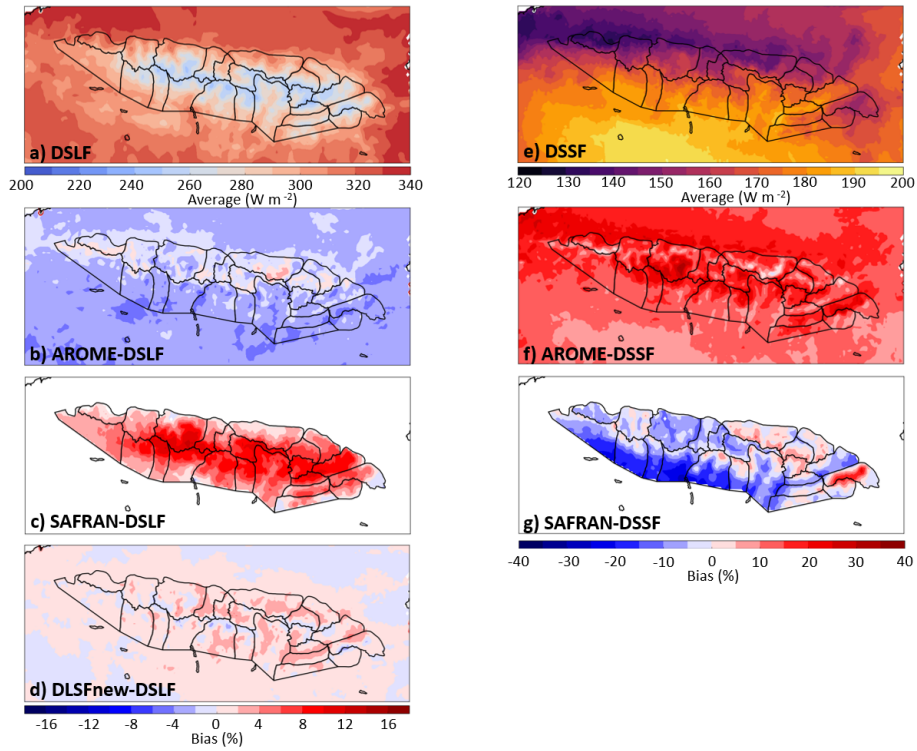 a) DSLF
200 220 240 260 280 300 320 340
Average (W m -2)
b) AROME-DSLF
c) SAFRAN-DSLF
d) DLSFnew-DSLF
-16 -12 -8 -4 0 4 8 12 16
Bias (%)
e) DSSF
120 130 140 150 160 170 180 190 200
Average (W m -2)
f) AROME-DSSF
g) SAFRAN-DSSF
-40 -30 -20 -10 0 10 20 30 40
Bias (%)